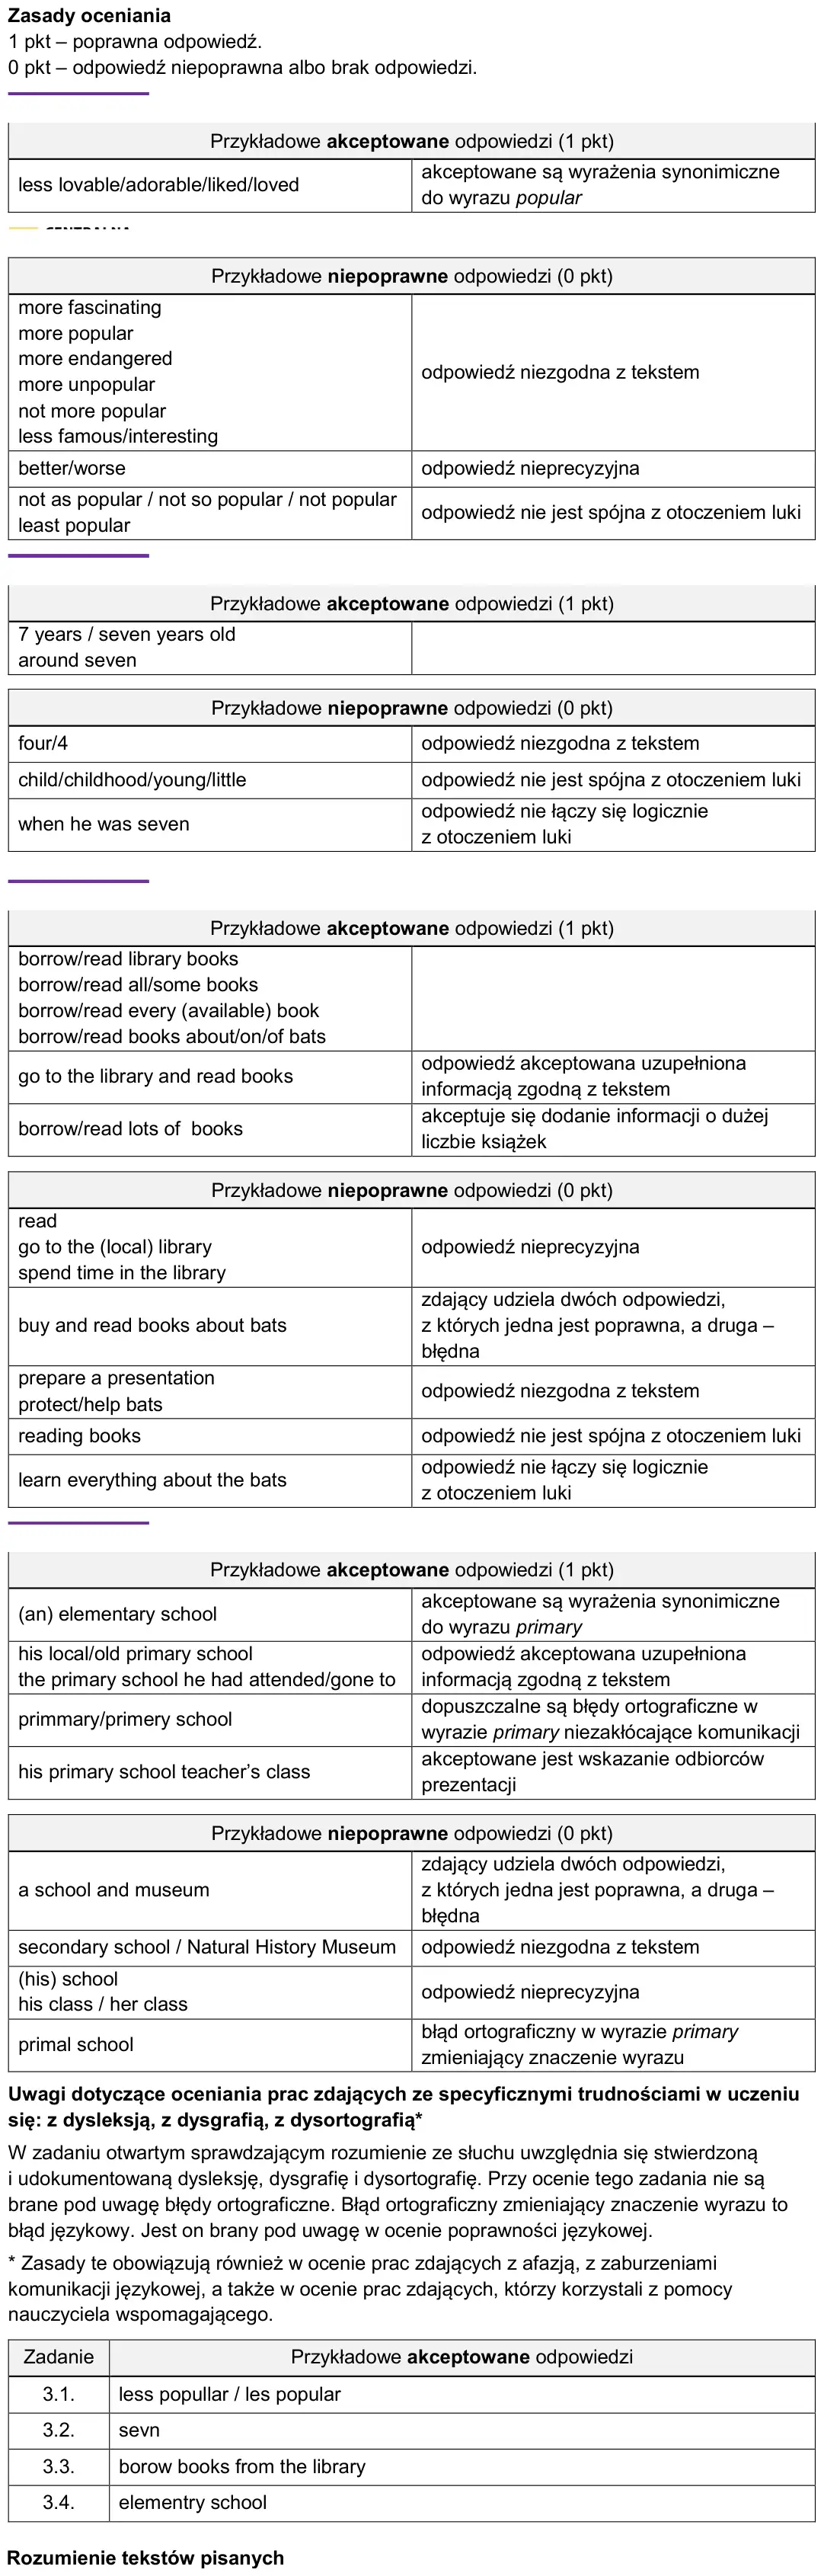 Zasady oceniania
1 pkt – poprawna odpowiedź.
0 pkt – odpowiedź niepoprawna albo brak odpowiedzi.
Przykładowe akceptowane odpowiedzi (1 pkt)
less lovable/adorable/liked/loved
akceptowane są wyrażenia synonimiczne
do wyrazu popular
Przykładowe niepoprawne odpowiedzi (0 pkt)
more fascinating
more popular
more endangered
more unpopular
not more popular
less famous/interesting
odpowiedź niezgodna z tekstem
better/worse
odpowiedź nieprecyzyjna
not as popular / not so popular / not popular
least popular
odpowiedź nie jest spójna z otoczeniem luki
Przykładowe akceptowane odpowiedzi (1 pkt)
7 years / seven years old
around seven
Przykładowe niepoprawne odpowiedzi (0 pkt)
four/4
odpowiedź niezgodna z tekstem
child/childhood/young/little
odpowiedź nie jest spójna z otoczeniem luki
when he was seven
odpowiedź nie łączy się logicznie
z otoczeniem luki
Przykładowe akceptowane odpowiedzi (1 pkt)
borrow/read library books
borrow/read all/some books
borrow/read every (available) book
borrow/read books about/on/of bats
go to the library and read books
odpowiedź akceptowana uzupełniona
informacją zgodną z tekstem
borrow/read lots of books
akceptuje się dodanie informacji o dużej
liczbie książek
Przykładowe niepoprawne odpowiedzi (0 pkt)
read
go to the (local) library
spend time in the library
odpowiedź nieprecyzyjna
buy and read books about bats
zdający udziela dwóch odpowiedzi,
z których jedna jest poprawna, a druga –
błędna
prepare a presentation
protect/help bats
odpowiedź niezgodna z tekstem
reading books
odpowiedź nie jest spójna z otoczeniem luki
learn everything about the bats
odpowiedź nie łączy się logicznie
z otoczeniem luki
Przykładowe akceptowane odpowiedzi (1 pkt)
(an) elementary school
akceptowane są wyrażenia synonimiczne
do wyrazu primary
his local/old primary school
the primary school he had attended/gone to
odpowiedź akceptowana uzupełniona
informacją zgodną z tekstem
primmary/primery school
dopuszczalne są błędy ortograficzne w
wyrazie primary niezakłócające komunikacji
his primary school teacher's class
akceptowane jest wskazanie odbiorców
prezentacji
Przykładowe niepoprawne odpowiedzi (0 pkt)
a school and museum
zdający udziela dwóch odpowiedzi,
z których jedna jest poprawna, a druga –
błędna
secondary school / Natural History Museum
odpowiedź niezgodna z tekstem
(his) school
his class / her class
odpowiedź nieprecyzyjna
primal school
błąd ortograficzny w wyrazie primary
zmieniający znaczenie wyrazu
Uwagi dotyczące oceniania prac zdających ze specyficznymi trudnościami w uczeniu
się: z dysleksją, z dysgrafią, z dysortografią*
W zadaniu otwartym sprawdzającym rozumienie ze słuchu uwzględnia się stwierdzoną
i udokumentowaną dysleksję, dysgrafię i dysortografię. Przy ocenie tego zadania nie są
brane pod uwagę błędy ortograficzne. Błąd ortograficzny zmieniający znaczenie wyrazu to
błąd językowy. Jest on brany pod uwagę w ocenie poprawności językowej.
* Zasady te obowiązują również w ocenie prac zdających z afazją, z zaburzeniami
komunikacji językowej, a także w ocenie prac zdających, którzy korzystali z pomocy
nauczyciela wspomagającego.
Zadanie Przykładowe akceptowane odpowiedzi
3.1. less popullar / les popular
3.2. sevn
3.3. borow books from the library
3.4. elementry school
Rozumienie tekstów pisanych